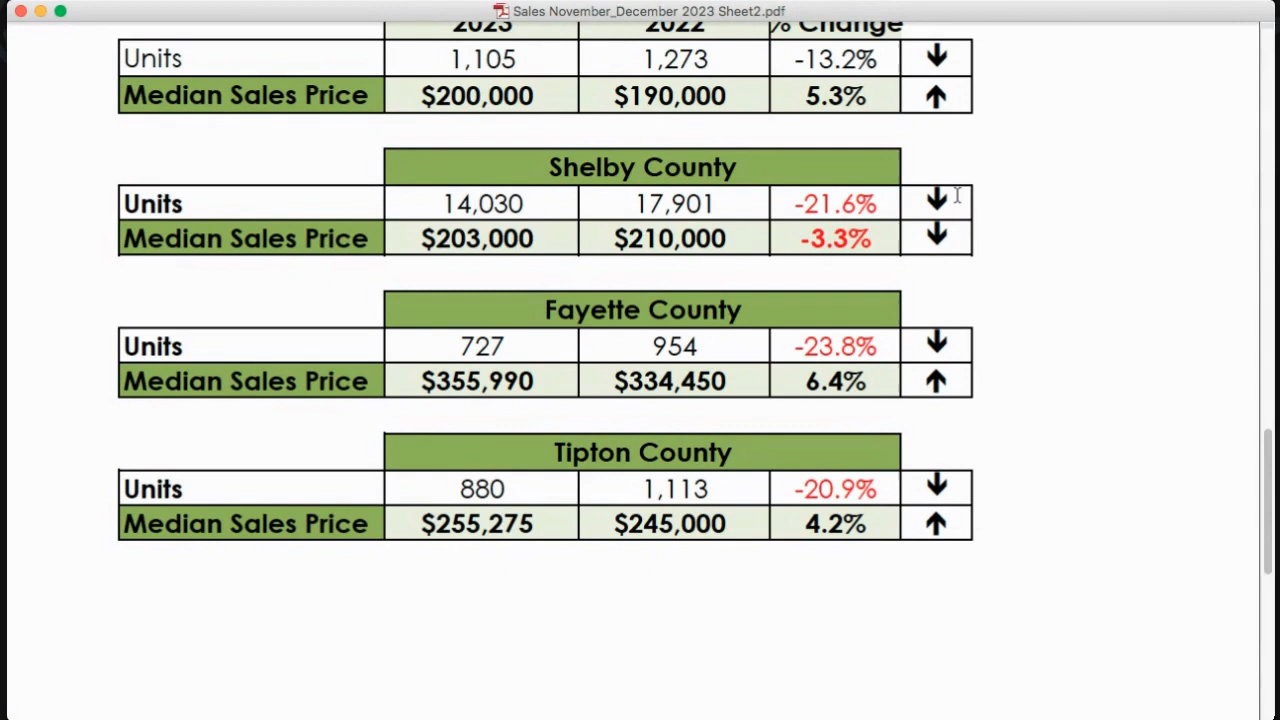 Sales November_December 2023 Sheet2.pdf
2023 2022 % Change
Units 1,105 1,273 -13.2% ↓
Median Sales Price $200,000 $190,000 5.3% ↑
Shelby County
Units 14,030 17,901 -21.6% ↓
Median Sales Price $203,000 $210,000 -3.3% ↓
Fayette County
Units 727 954 -23.8% ↓
Median Sales Price $355,990 $334,450 6.4% ↑
Tipton County
Units 880 1,113 -20.9% ↓
Median Sales Price $255,275 $245,000 4.2% ↑